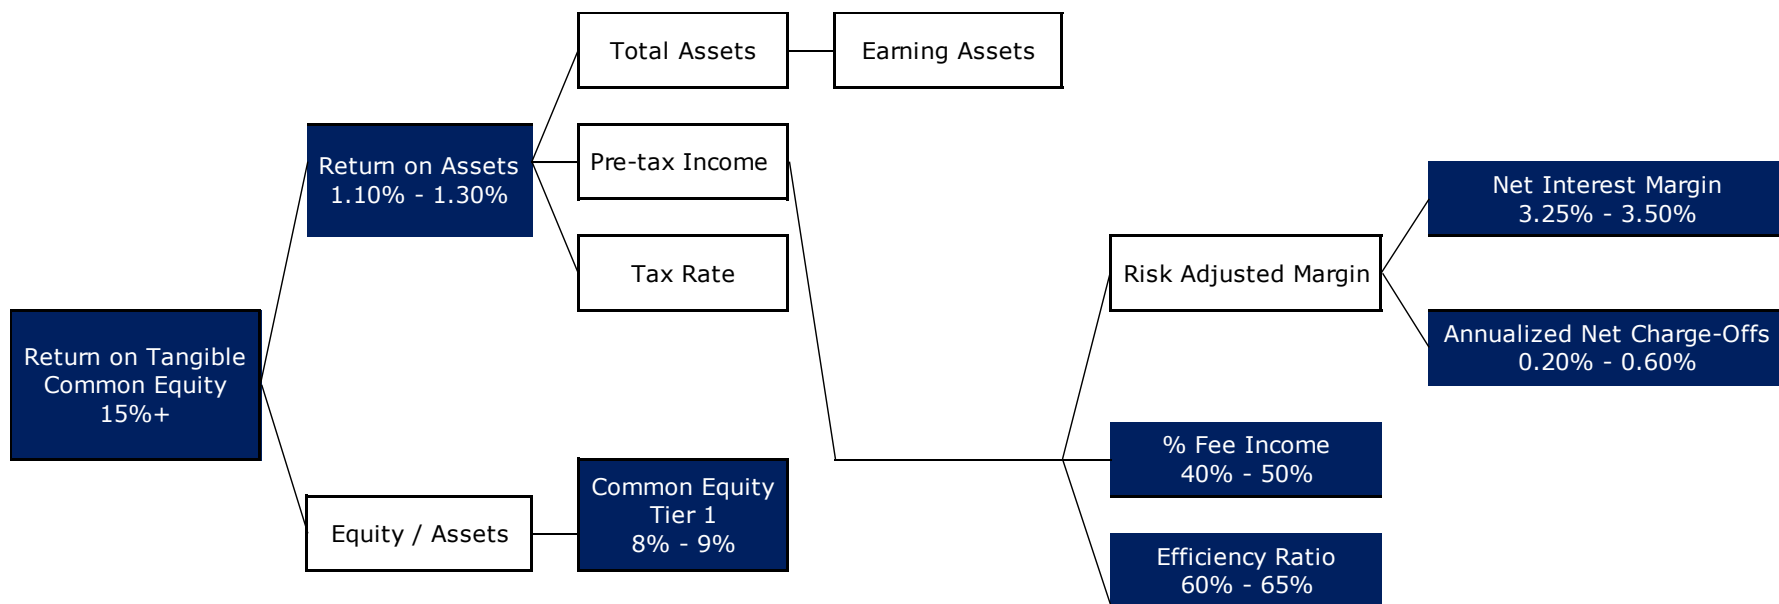 Total Assets
Earning Assets
Return on Assets
1.10% - 1.30%
Pre-tax Income
Tax Rate
Return on Tangible
Common Equity
15%+
Equity / Assets
Common Equity
Tier 1
8% - 9%
Risk Adjusted Margin
Net Interest Margin
3.25% - 3.50%
Annualized Net Charge-Offs
0.20% - 0.60%
% Fee Income
40% - 50%
Efficiency Ratio
60% - 65%